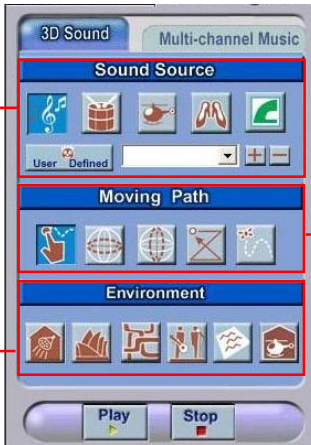 3D Sound
Multi-channel Music
Sound Source
User Defined
Moving Path
Environment
Play
Stop